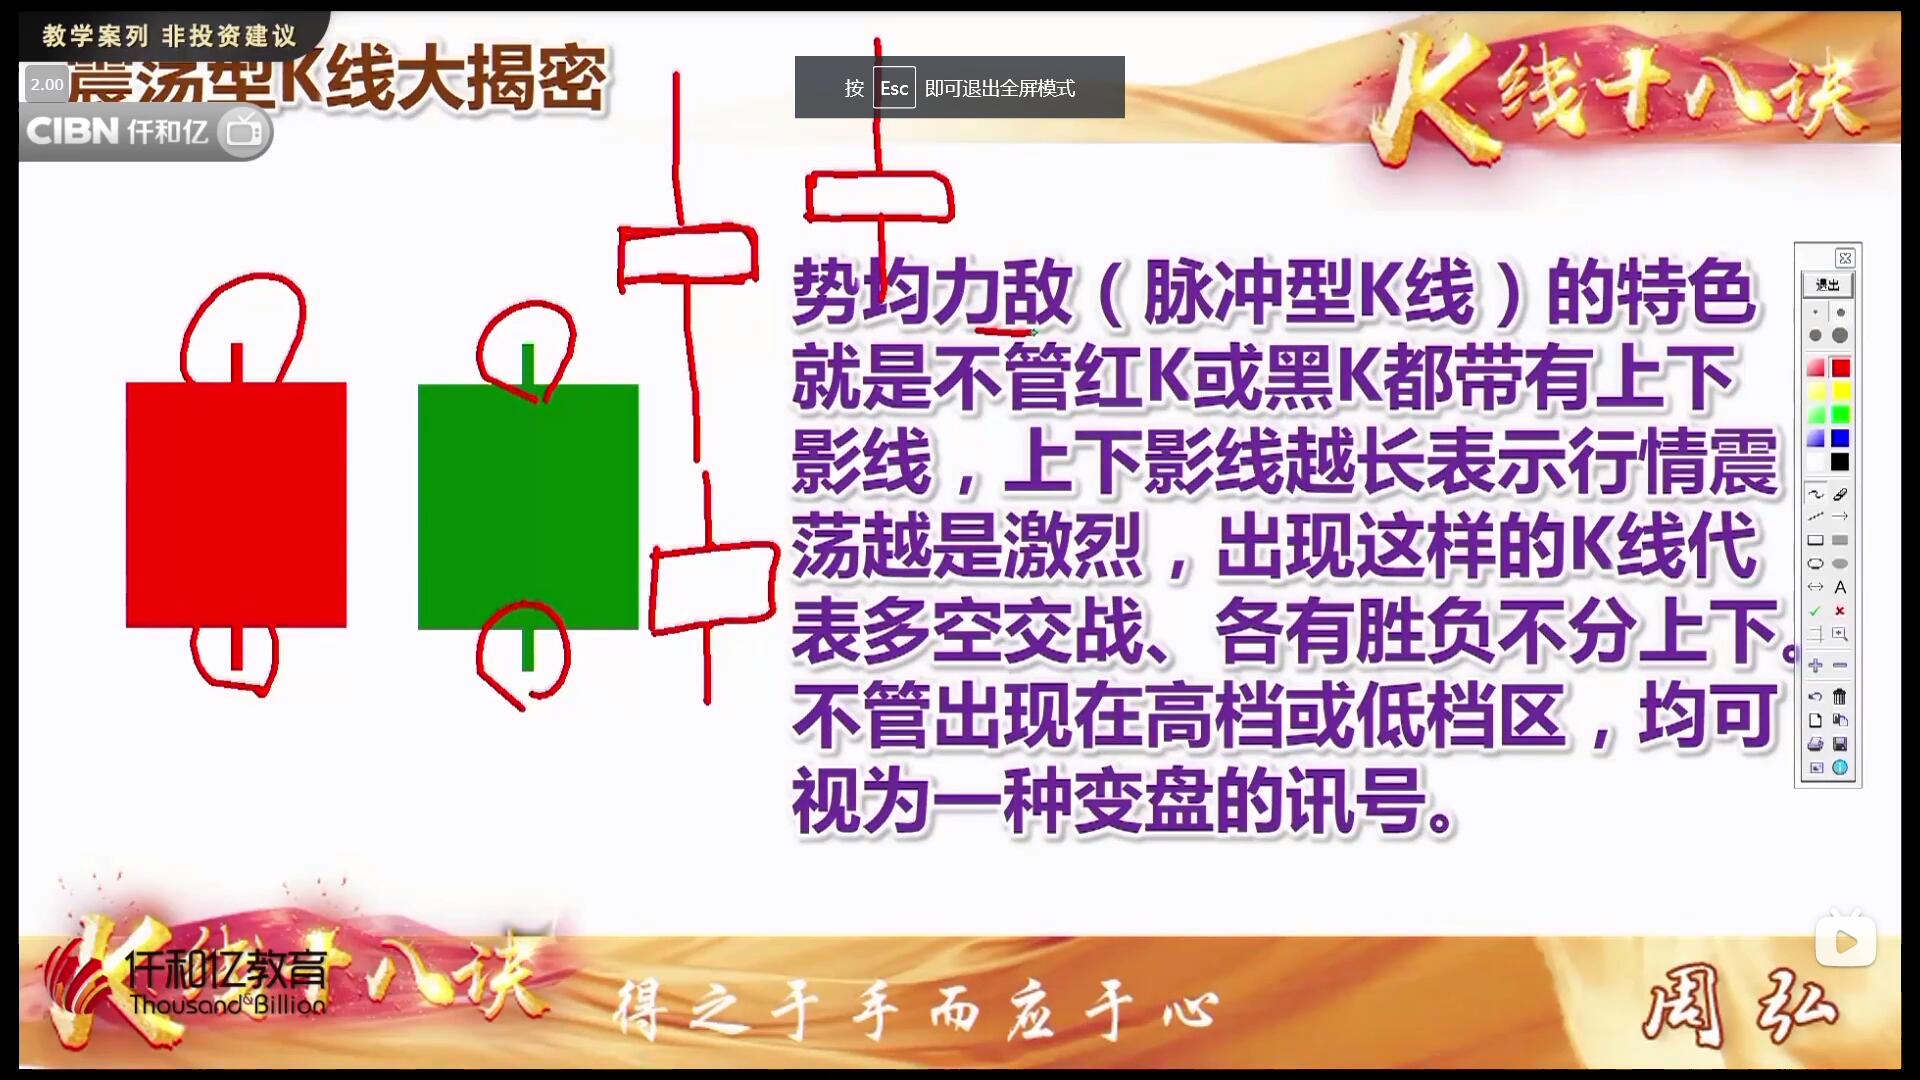 教学案列 非投资建议
震荡型K线大揭密
2.00
CIBN 仟和亿
按 Esc 即可退出全屏模式
K线十八诀
势均力敌（脉冲型K线）的特色
就是不管红K或黑K都带有上下
影线，上下影线越长表示行情震
荡越是激烈，出现这样的K线代
表多空交战、各有胜负不分上下。
不管出现在高档或低档区，均可
视为一种变盘的讯号。
退出
A
K线十八诀
仟和亿教育
Thousand&Billion
得之于手而应于心
周弘